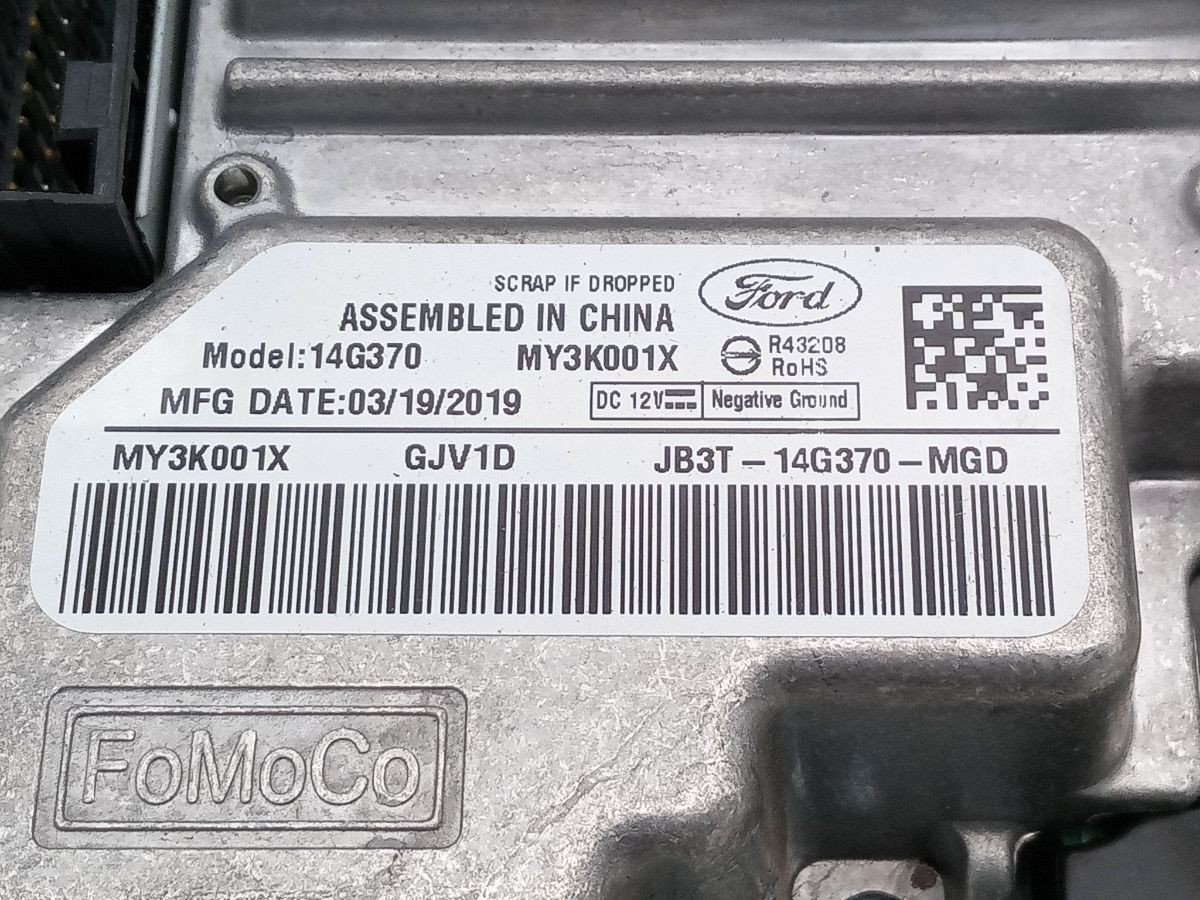 SCRAP IF DROPPED
Ford
ASSEMBLED IN CHINA
Model:14G370 MY3K001X
R43208
RoHS
MFG DATE:03/19/2019
DC 12V
Negative Ground
MY3K001X GJV1D JB3T-14G370-MGD
FoMoCo